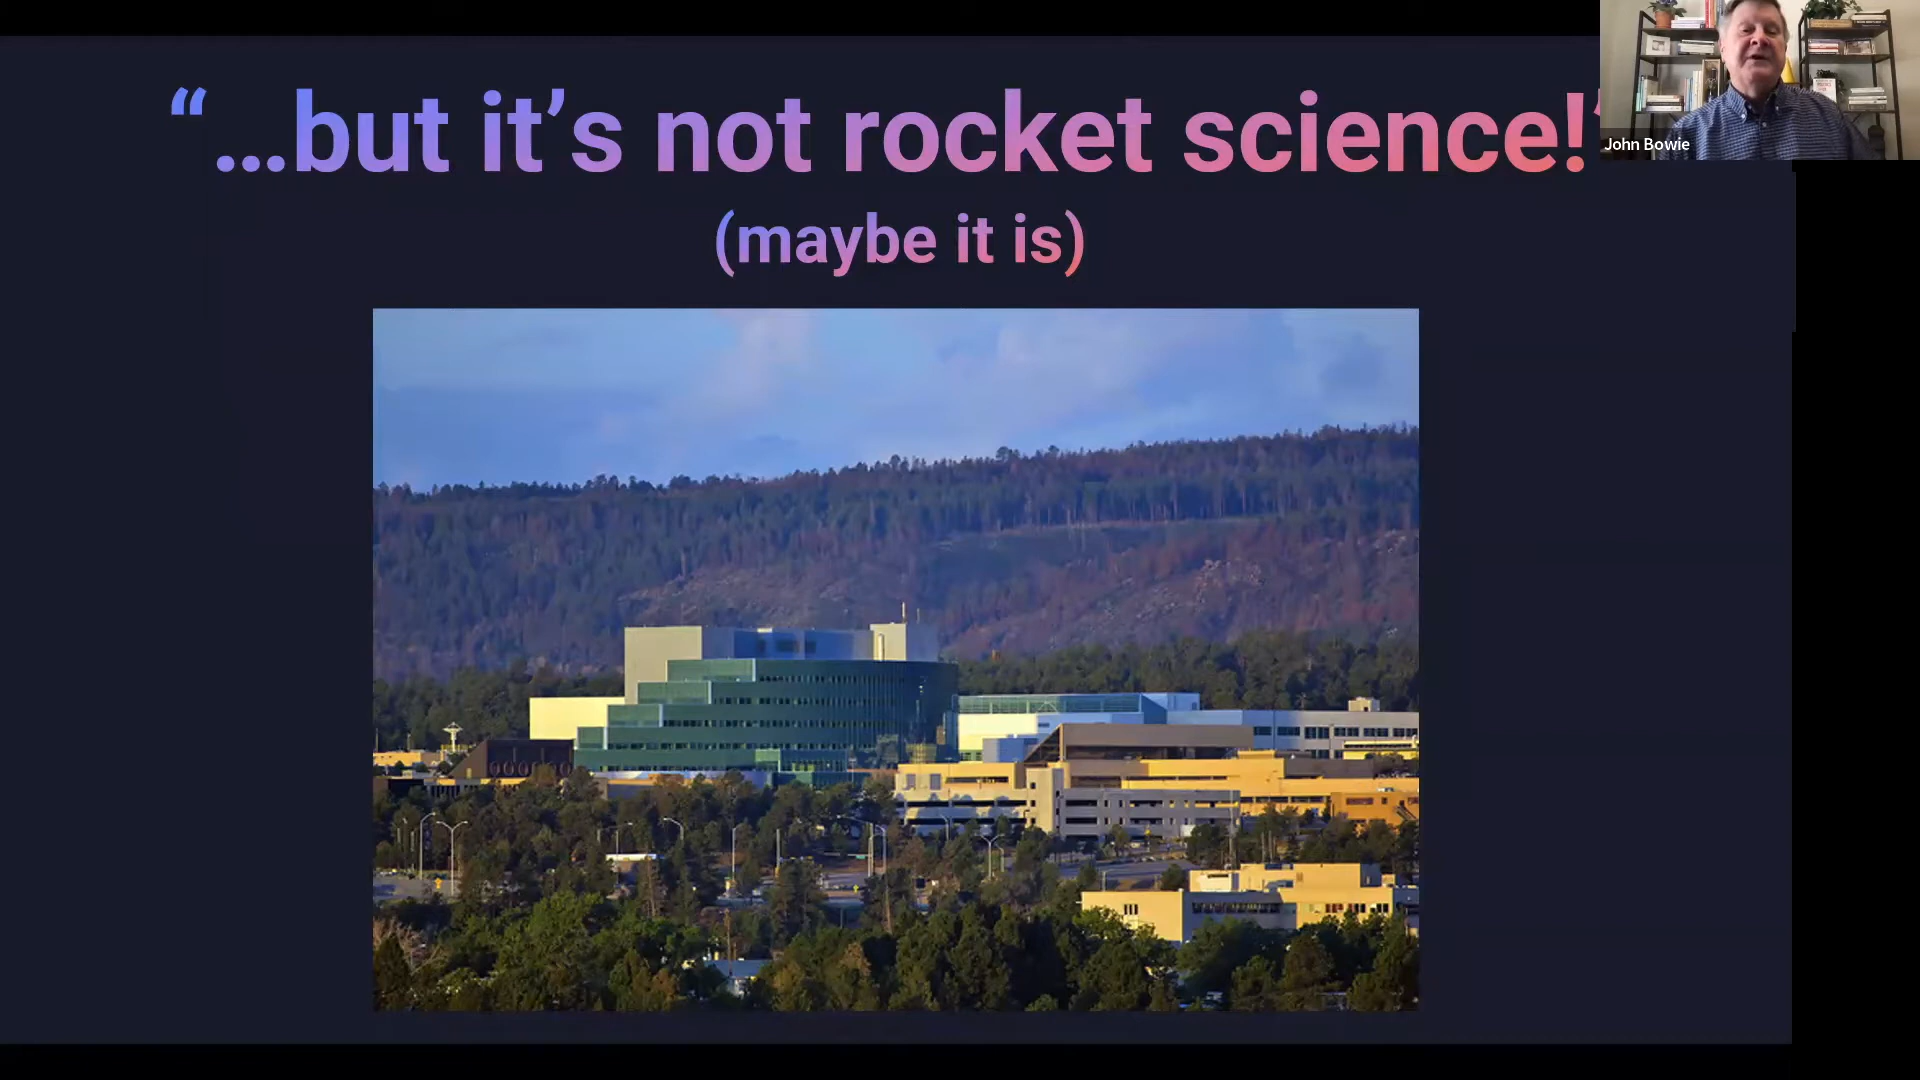 “...but it’s not rocket science!”
(maybe it is)
John Bowie